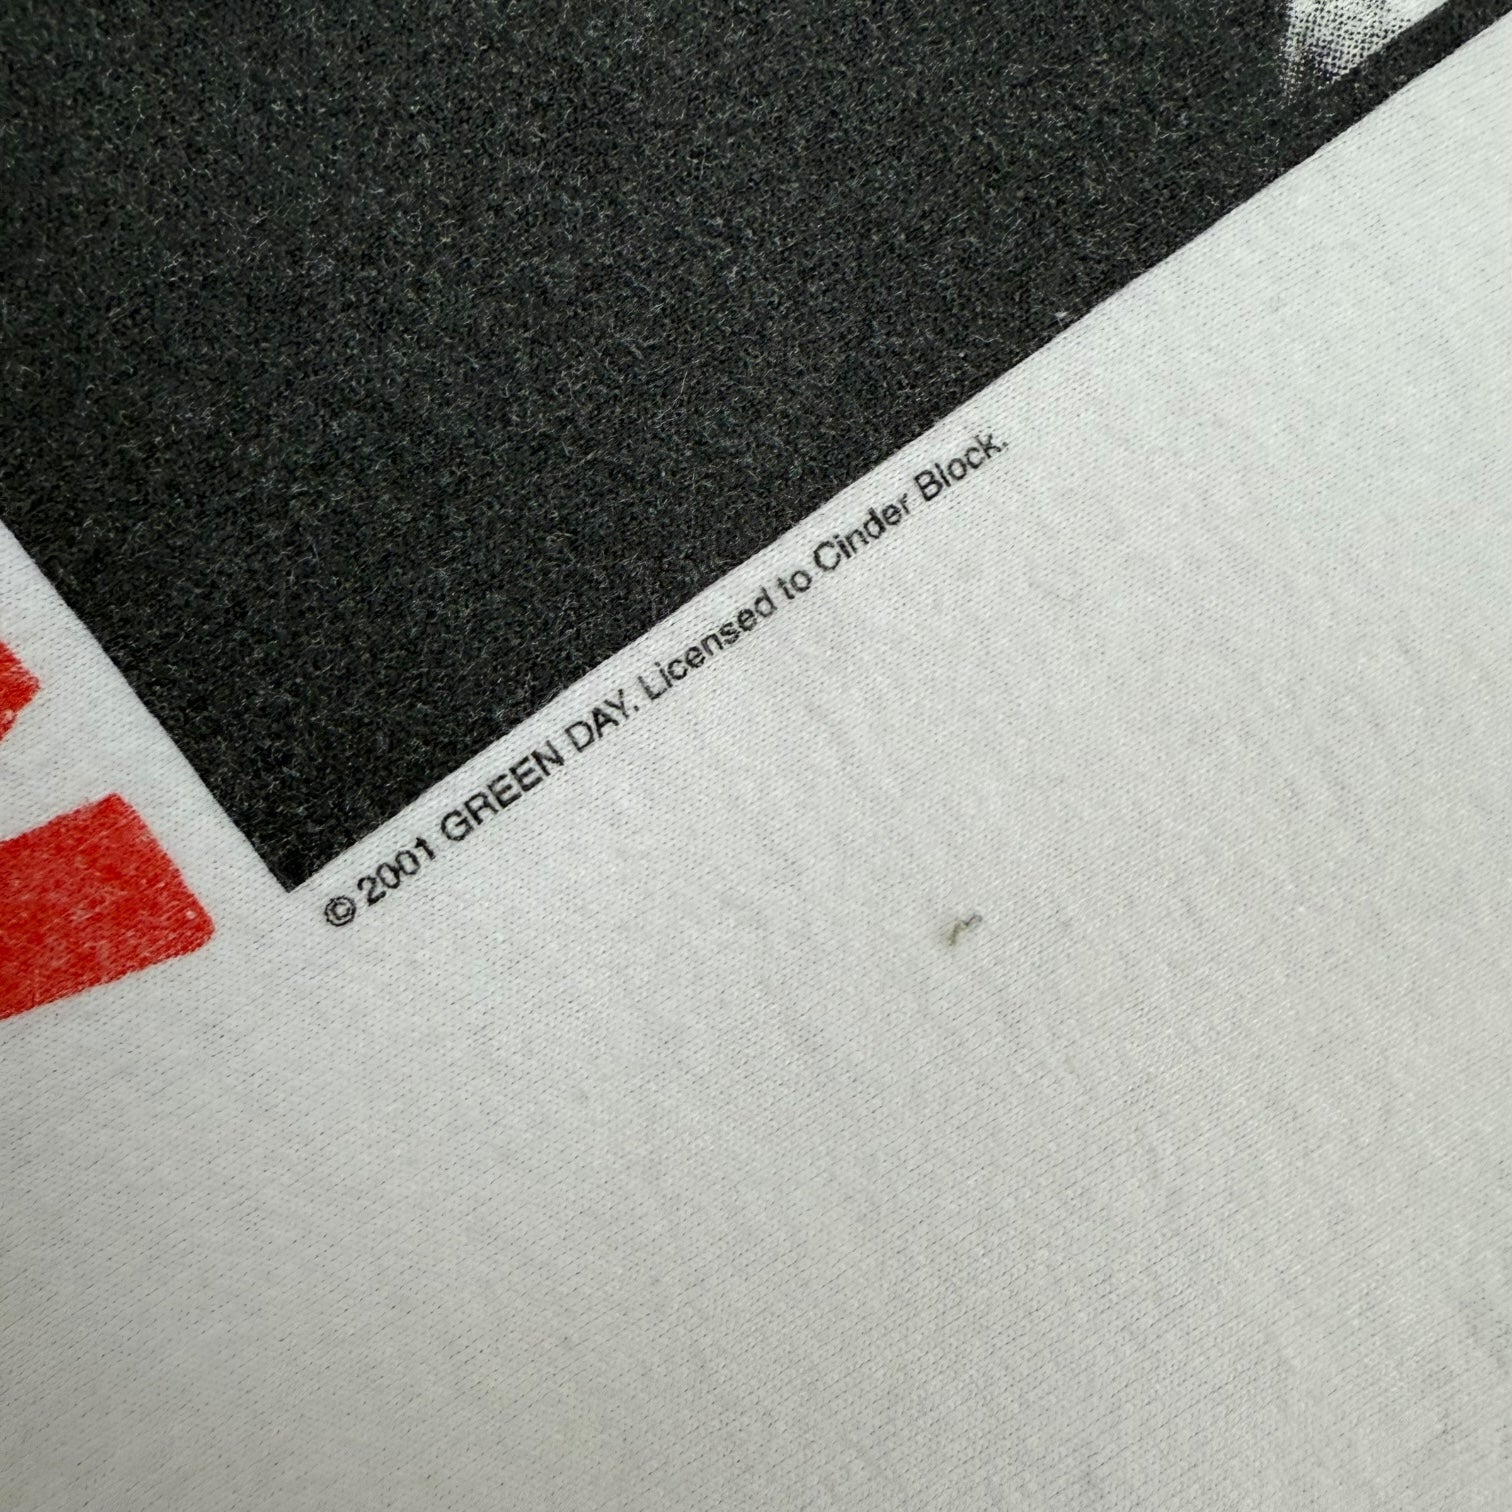 © 2001 GREEN DAY. Licensed to Cinder Block.